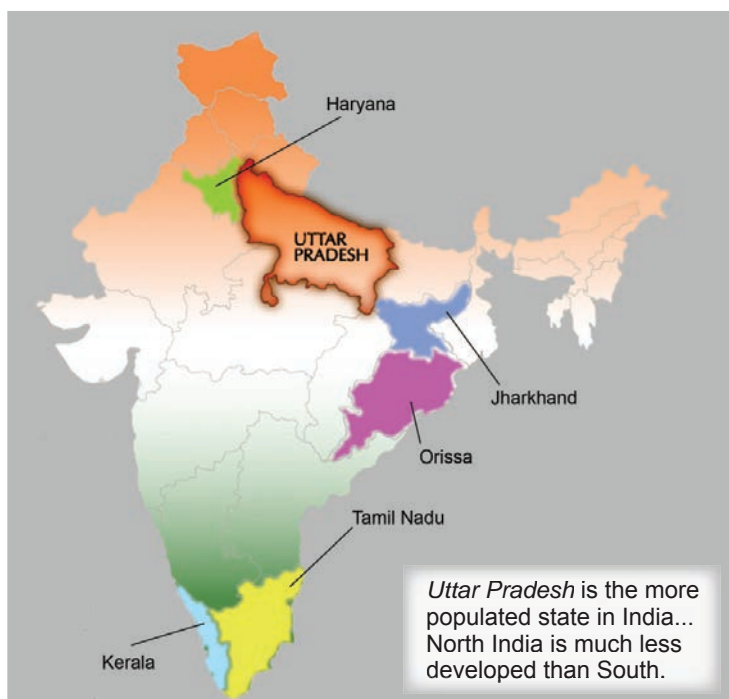 Haryana
UTTAR
PRADESH
Jharkhand
Orissa
Tamil Nadu
Kerala
Uttar Pradesh is the more
populated state in India...
North India is much less
developed than South.